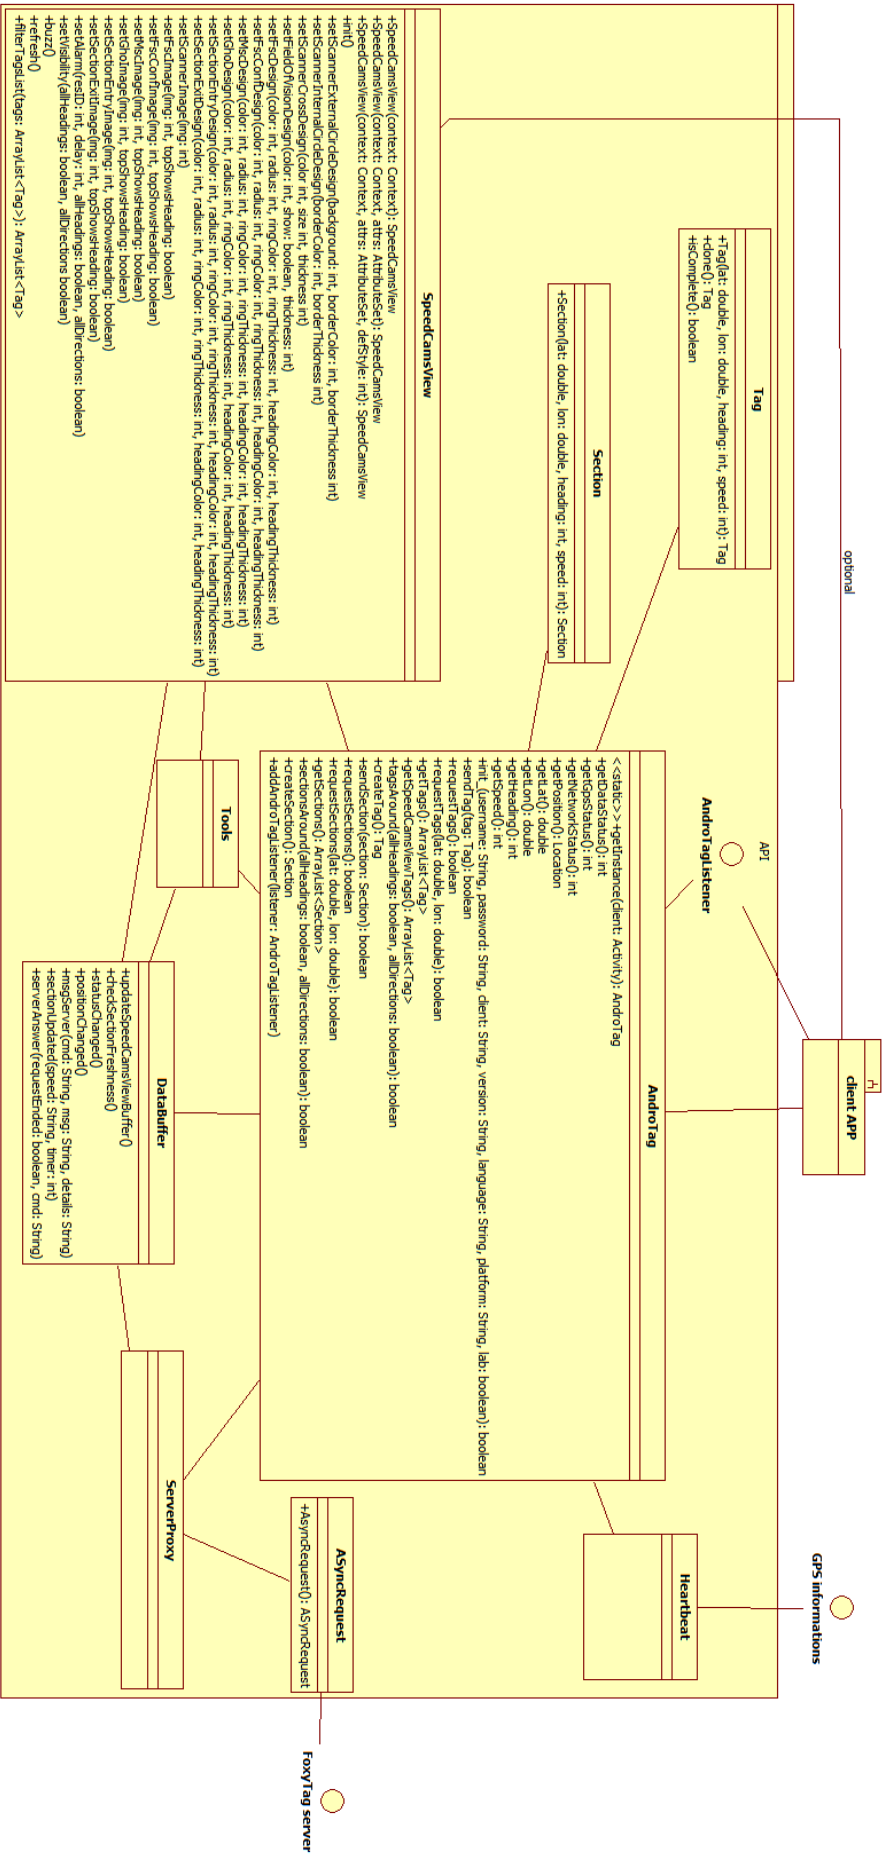 optional
API
client APP
GPS informations
FoxyTag server
AndroTagListener
Tag
+Tag(lat: double, lon: double, heading: int, speed: int): Tag
+clone(): Tag
+isComplete(): boolean
Section
+Section(lat: double, lon: double, heading: int, speed: int): Section
SpeedCamsView
+SpeedCamsView(context: Context): SpeedCamsView
+SpeedCamsView(context: Context, attrs: AttributeSet): SpeedCamsView
+SpeedCamsView(context: Context, attrs: AttributeSet, defStyle: int): SpeedCamsView
+init()
+setScannerExternalCircleDesign(background: int, borderColor: int, borderThickness int)
+setScannerInternalCircleDesign(borderColor: int, borderThickness int)
+setScannerCrossDesign(color int, size int, thickness int)
+setFieldOfVisionDesign(color: int, show: boolean, thickness: int)
+setFscDesign(color: int, radius: int, ringColor: int, ringThickness: int, headingColor: int, headingThickness: int)
+setFscConfDesign(color: int, radius: int, ringColor: int, ringThickness: int, headingColor: int, headingThickness: int)
+setMscDesign(color: int, radius: int, ringColor: int, ringThickness: int, headingColor: int, headingThickness: int)
+setGhoDesign(color: int, radius: int, ringColor: int, ringThickness: int, headingColor: int, headingThickness: int)
+setSectionEntryDesign(color: int, radius: int, ringColor: int, ringThickness: int, headingColor: int, headingThickness: int)
+setSectionExitDesign(color: int, radius: int, ringColor: int, ringThickness: int, headingColor: int, headingThickness: int)
+setScannerImage(img: int)
+setFscImage(img: int, topShowsHeading: boolean)
+setFscConfImage(img: int, topShowsHeading: boolean)
+setMscImage(img: int, topShowsHeading: boolean)
+setGhoImage(img: int, topShowsHeading: boolean)
+setSectionEntryImage(img: int, topShowsHeading: boolean)
+setSectionExitImage(img: int, topShowsHeading: boolean)
+setAlarm(resID: int, delay: int, allHeadings: boolean, allDirections: boolean)
+setVisibility(allHeadings: boolean, allDirections boolean)
+buzz()
+refresh()
+filterTagsList(tags: ArrayList<Tag>): ArrayList<Tag>
AndroTag
<<static>>+getInstance(client: Activity): AndroTag
+getDataStatus(): int
+getGpsStatus(): int
+getNetworkStatus(): int
+getPosition(): Location
+getLat(): double
+getLon(): double
+getHeading(): int
+getSpeed(): int
+init_(username: String, password: String, client: String, version: String, language: String, platform: String, lab: boolean): boolean
+sendTag(tag: Tag): boolean
+requestTags(): boolean
+requestTags(lat: double, lon: double): boolean
+getTags(): ArrayList<Tag>
+getSpeedCamsViewTags(): ArrayList<Tag>
+tagsAround(allHeadings: boolean, allDirections: boolean): boolean
+createTag(): Tag
+sendSection(section: Section): boolean
+requestSections(): boolean
+requestSections(lat: double, lon: double): boolean
+getSections(): ArrayList<Section>
+sectionsAround(allHeadings: boolean, allDirections: boolean): boolean
+createSection(): Section
+addAndroTagListener(listener: AndroTagListener)
Heartbeat
Tools
DataBuffer
+updateSpeedCamsViewBuffer()
+checkSectionFreshness()
+statusChanged()
+positionChanged()
+msgServer(cmd: String, msg: String, details: String)
+sectionUpdated(speed: String, timer: int)
+serverAnswer(requestEnded: boolean, cmd: String)
ServerProxy
ASyncRequest
+AsyncRequest(): ASyncRequest